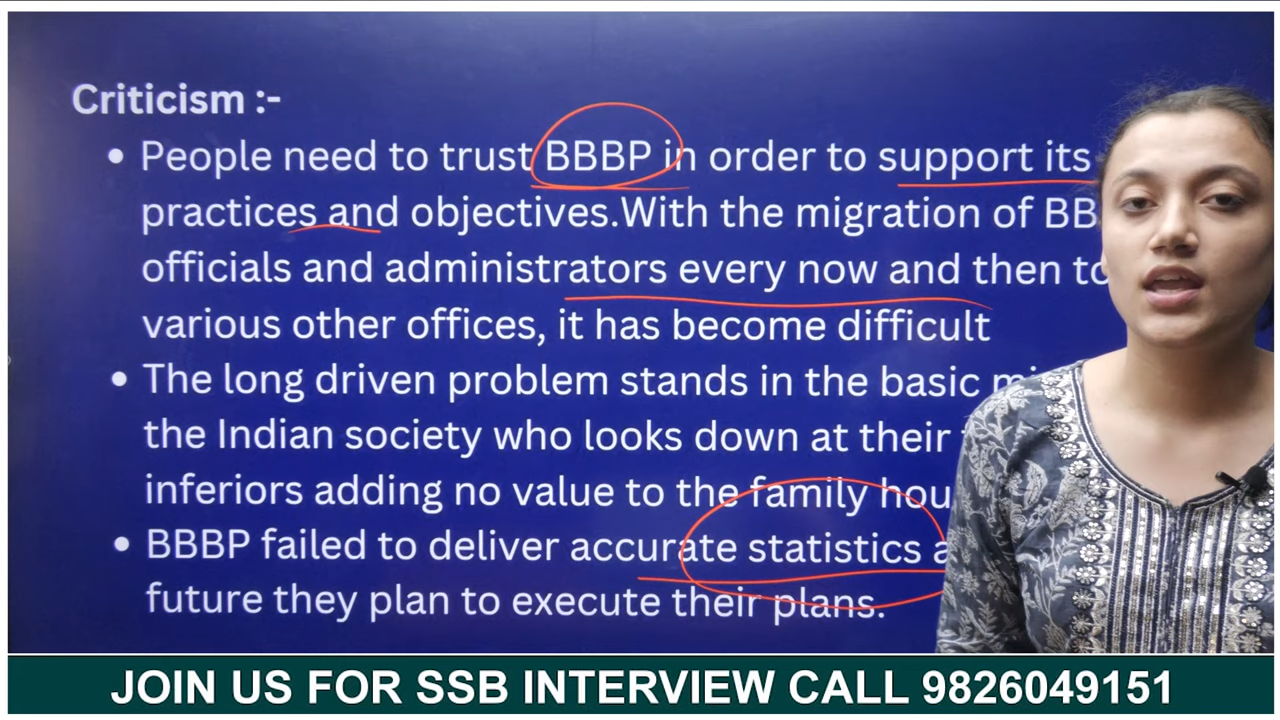 Criticism :-
• People need to trust BBBP in order to support its
practices and objectives.With the migration of BB
officials and administrators every now and then to
various other offices, it has become difficult
• The long driven problem stands in the basic
the Indian society who looks down at their
inferiors adding no value to the family
• BBBP failed to deliver accurate statistics
future they plan to execute their plans.
JOIN US FOR SSB INTERVIEW CALL 9826049151